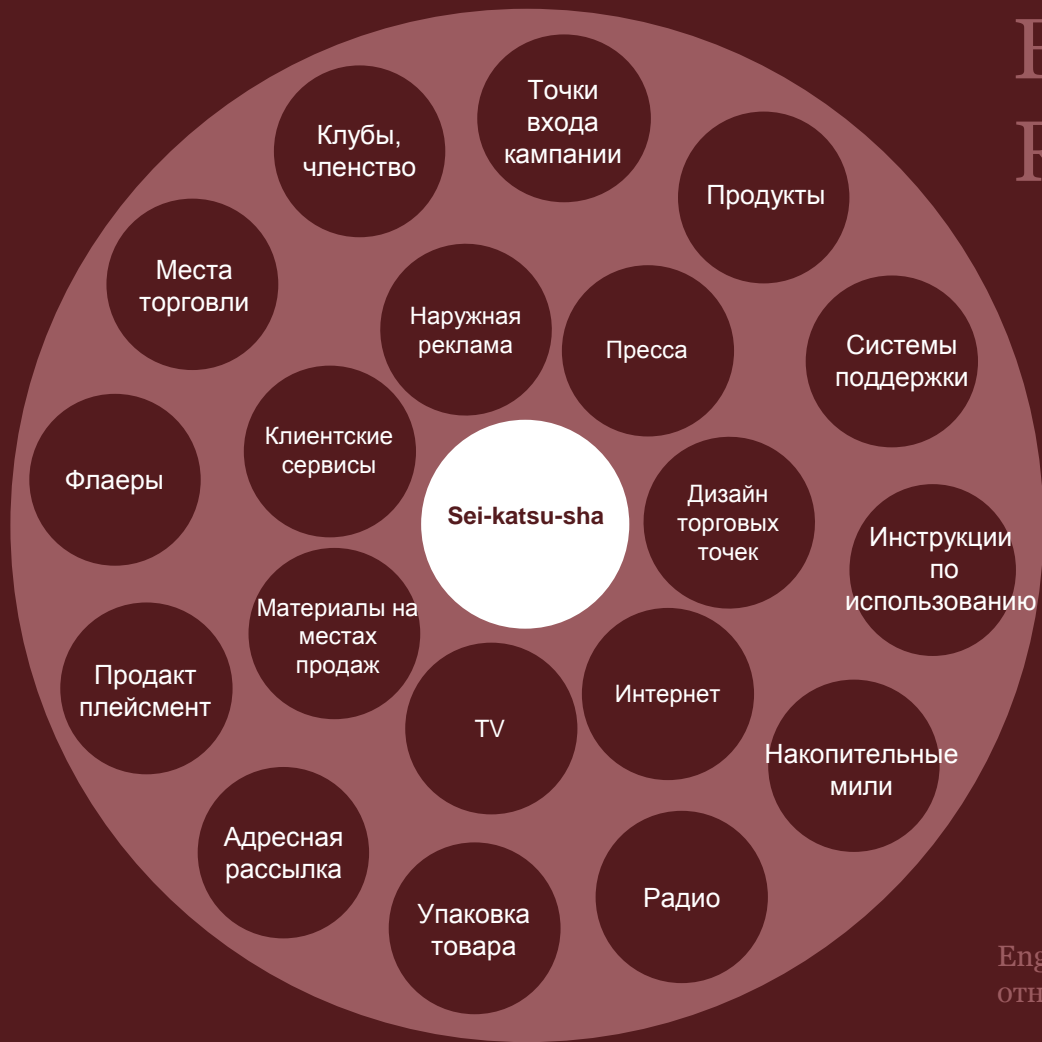 Точки
входа
кампании
Клубы,
членство
Продукты
Места
торговли
Наружная
реклама
Пресса
Системы
поддержки
Клиентские
сервисы
Флаеры
Sei-katsu-sha
Дизайн
торговых
точек
Инструкции
по
использованию
Материалы на
местах
продаж
Продакт
плейсмент
TV
Интернет
Накопительные
мили
Адресная
рассылка
Упаковка
товара
Радио